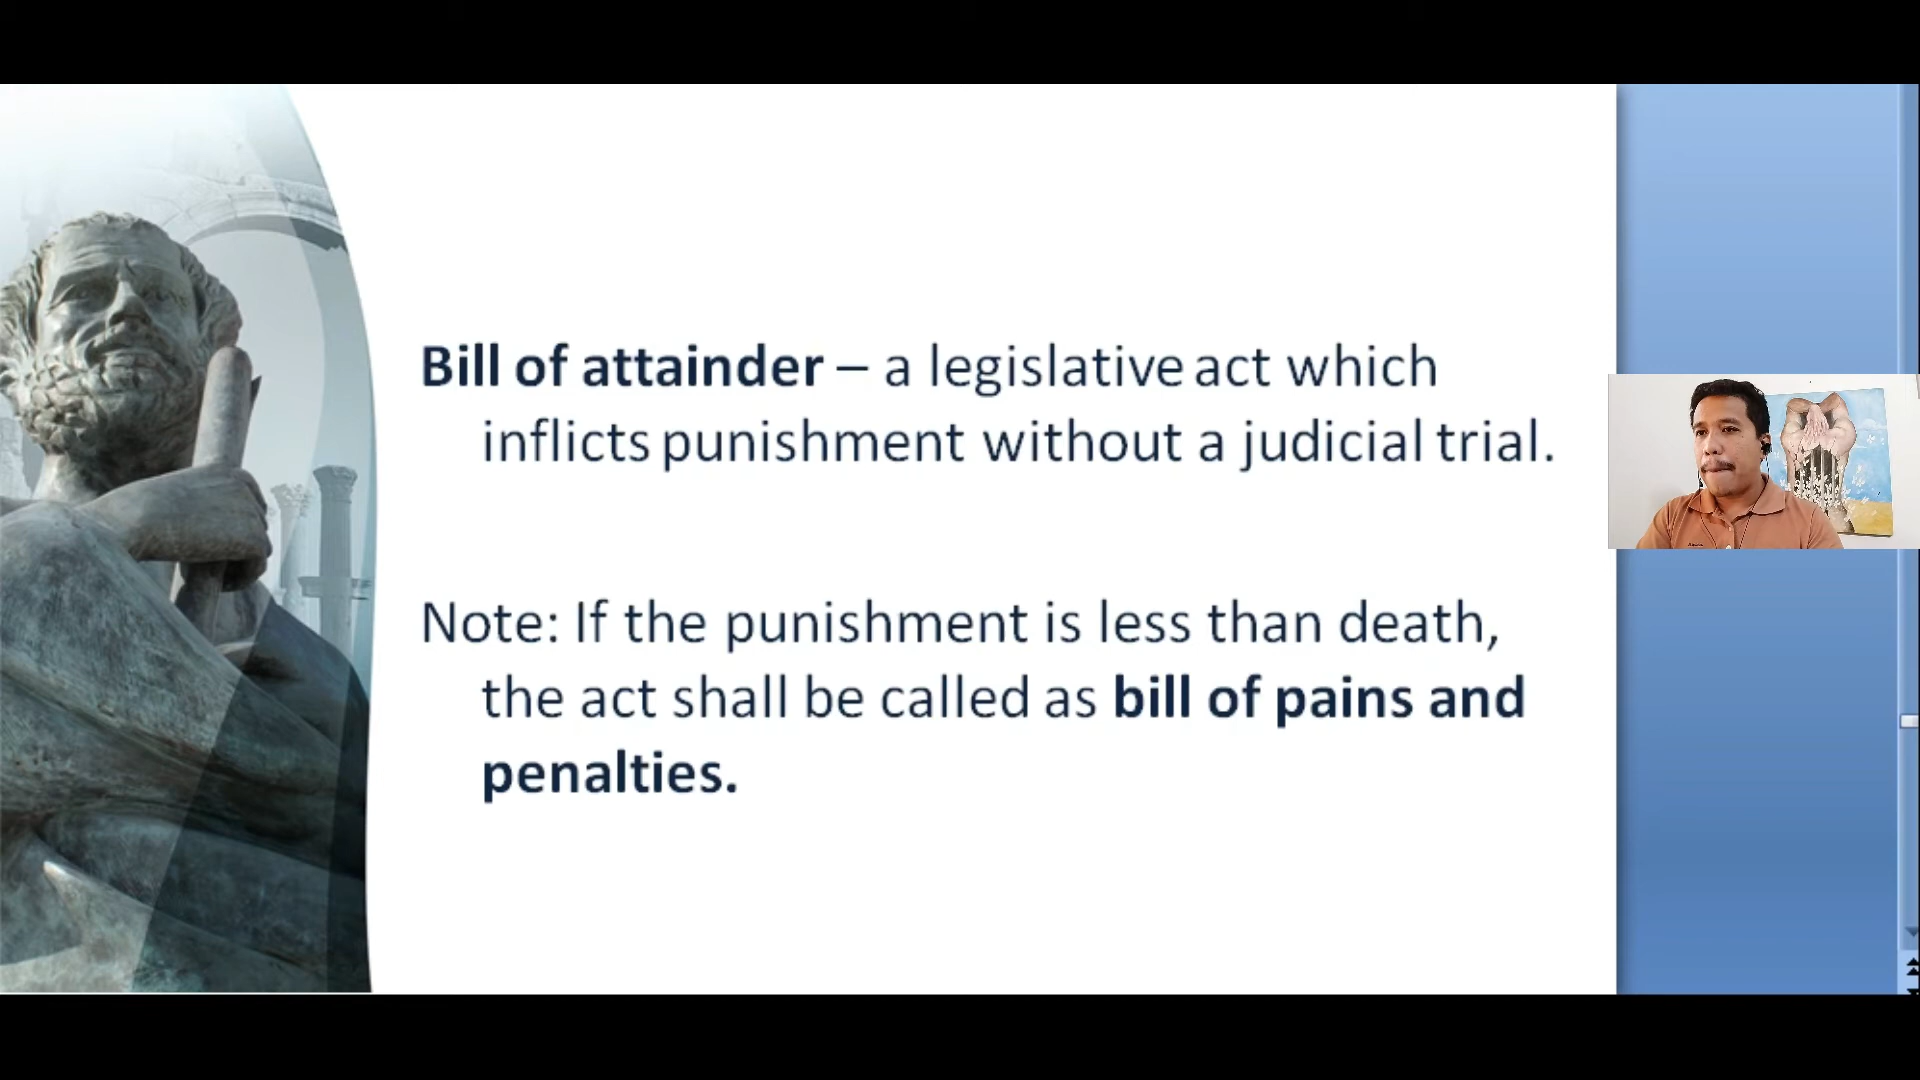 Bill of attainder – a legislative act which
inflicts punishment without a judicial trial.
Note: If the punishment is less than death,
the act shall be called as bill of pains and
penalties.